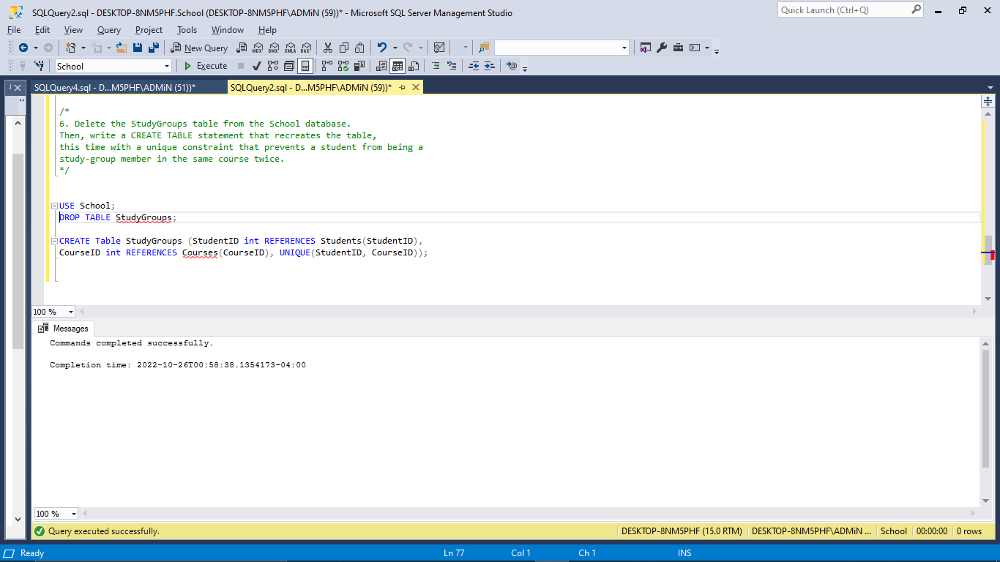 SQLQuery2.sql - DESKTOP-8NM5PHF.School (DESKTOP-8NM5PHF\ADMiN (59))* - Microsoft SQL Server Management Studio
Quick Launch (Ctrl+Q)
File Edit View Query Project Tools Window Help
New Query MDX DMX XMLA DAX
School Execute
SQLQuery4.sql - D...M5PHF\ADMiN (51))* SQLQuery2.sql - D...M5PHF\ADMiN (59))*
/*
6. Delete the StudyGroups table from the School database.
Then, write a CREATE TABLE statement that recreates the table,
this time with a unique constraint that prevents a student from being a
study-group member in the same course twice.
*/
USE School;
DROP TABLE StudyGroups;
CREATE Table StudyGroups (StudentID int REFERENCES Students(StudentID),
CourseID int REFERENCES Courses(CourseID), UNIQUE(StudentID, CourseID));
100 %
Messages
Commands completed successfully.
Completion time: 2022-10-26T00:58:38.1354173-04:00
100 %
Query executed successfully. DESKTOP-8NM5PHF (15.0 RTM) DESKTOP-8NM5PHF\ADMiN ... School 00:00:00 0 rows
Ready Ln 77 Col 1 Ch 1 INS